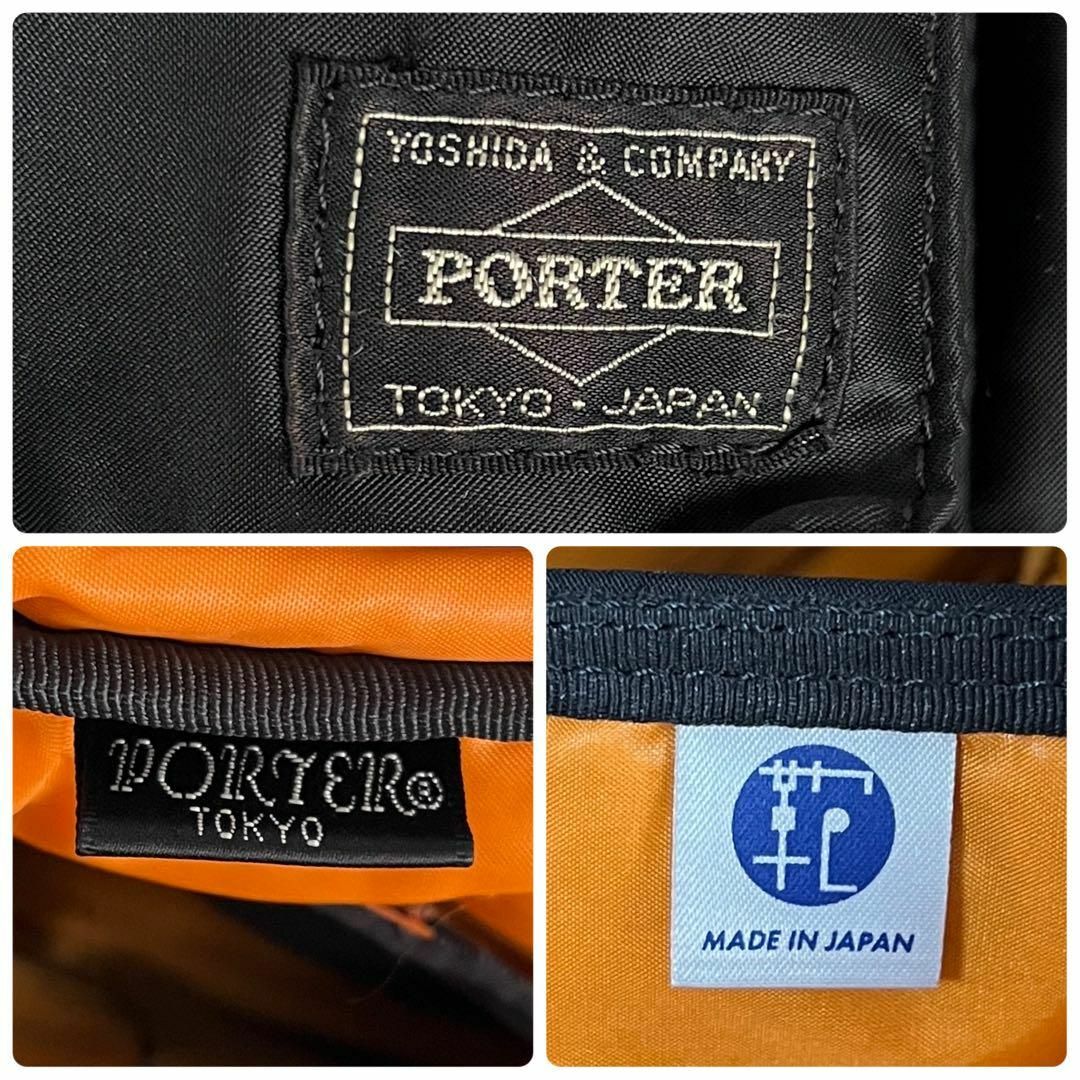 YOSHIDA & COMPANY
PORTER
TOKYO · JAPAN
PORTER®
TOKYO
MADE IN JAPAN